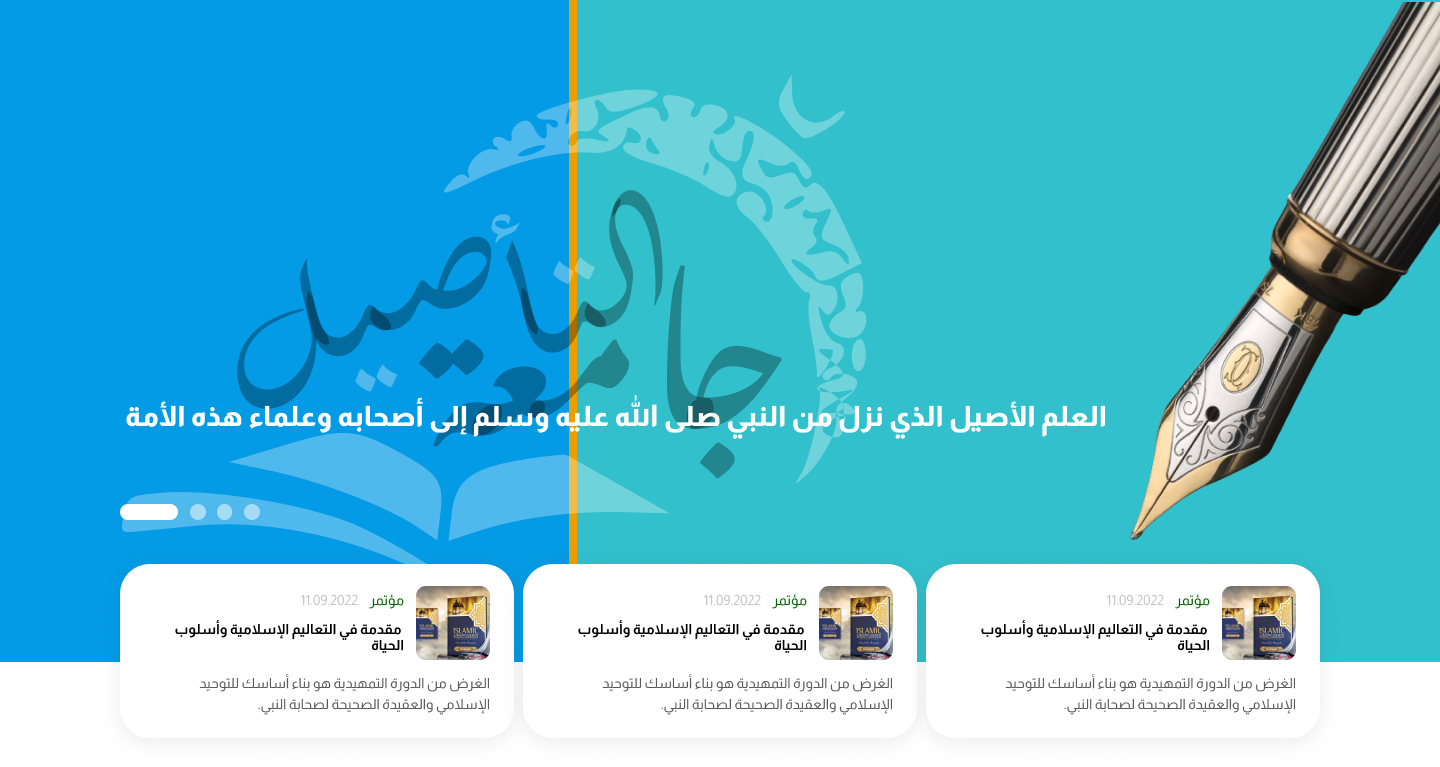 جامعة التأصيل
العلم الأصيل الذي نزل من النبي صلى الله عليه وسلم إلى أصحابه وعلماء هذه الأمة
مؤتمر 11.09.2022
مقدمة في التعاليم الإسلامية وأسلوب
الحياة
الغرض من الدورة التمهيدية هو بناء أساسك للتوحيد
الإسلامي والعقيدة الصحيحة لصحابة النبي.
ISLAMIC
مؤتمر 11.09.2022
مقدمة في التعاليم الإسلامية وأسلوب
الحياة
الغرض من الدورة التمهيدية هو بناء أساسك للتوحيد
الإسلامي والعقيدة الصحيحة لصحابة النبي.
ISLAMIC
مؤتمر 11.09.2022
مقدمة في التعاليم الإسلامية وأسلوب
الحياة
الغرض من الدورة التمهيدية هو بناء أساسك للتوحيد
الإسلامي والعقيدة الصحيحة لصحابة النبي.
ISLAMIC